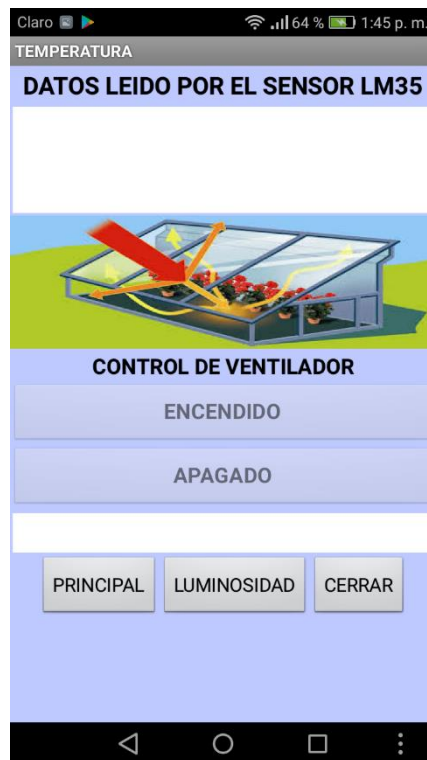 Claro 64 % 1:45 p. m.
TEMPERATURA
DATOS LEIDO POR EL SENSOR LM35
CONTROL DE VENTILADOR
ENCENDIDO
APAGADO
PRINCIPAL LUMINOSIDAD CERRAR